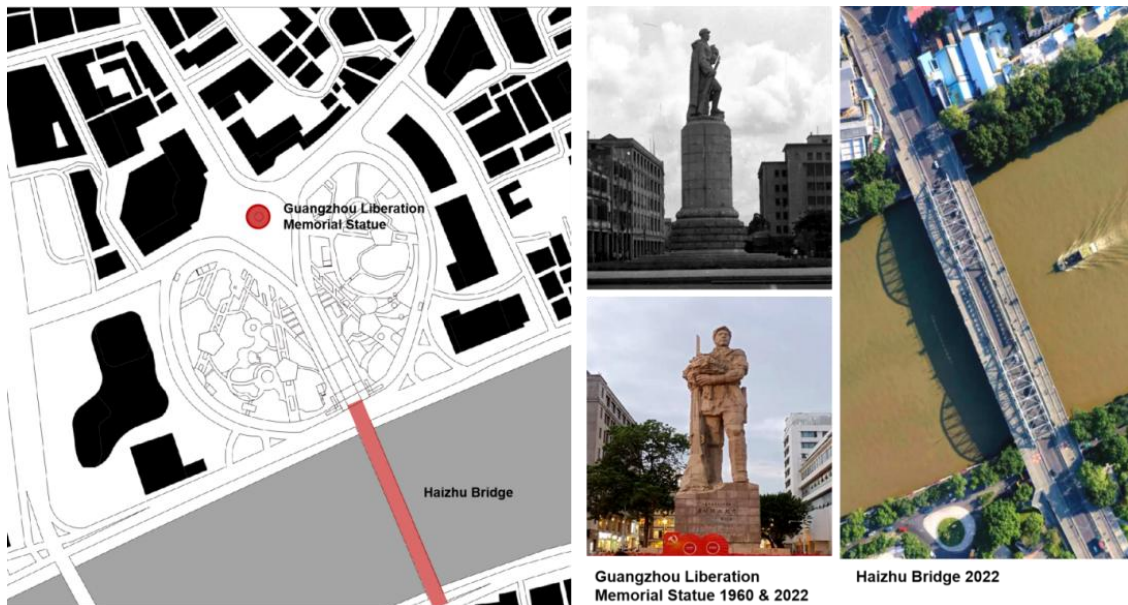 Guangzhou Liberation
Memorial Statue
Haizhu Bridge
Guangzhou Liberation
Memorial Statue 1960 & 2022
Haizhu Bridge 2022